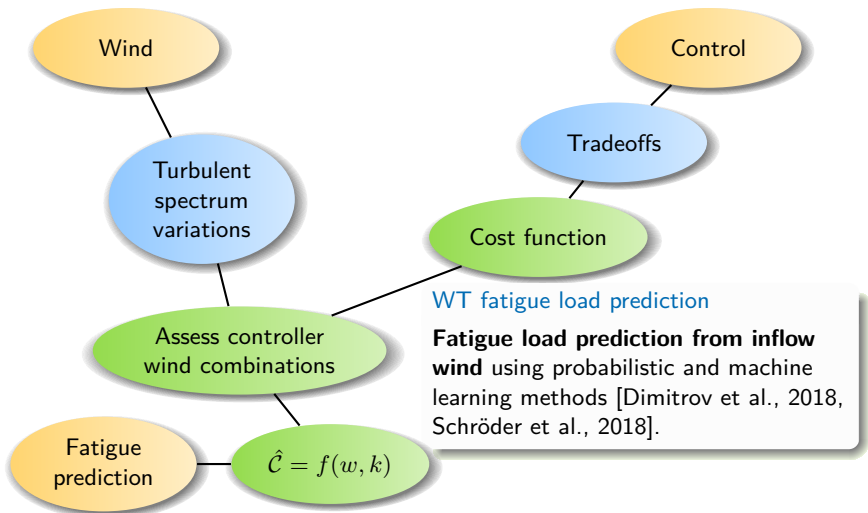 Wind
Control
Tradeoffs
Turbulent
spectrum
variations
Cost function
WT fatigue load prediction
Fatigue load prediction from inflow
wind using probabilistic and machine
learning methods [Dimitrov et al., 2018,
Schröder et al., 2018].
Assess controller
wind combinations
Fatigue
prediction
$\hat{\mathcal{C}} = f(w, k)$